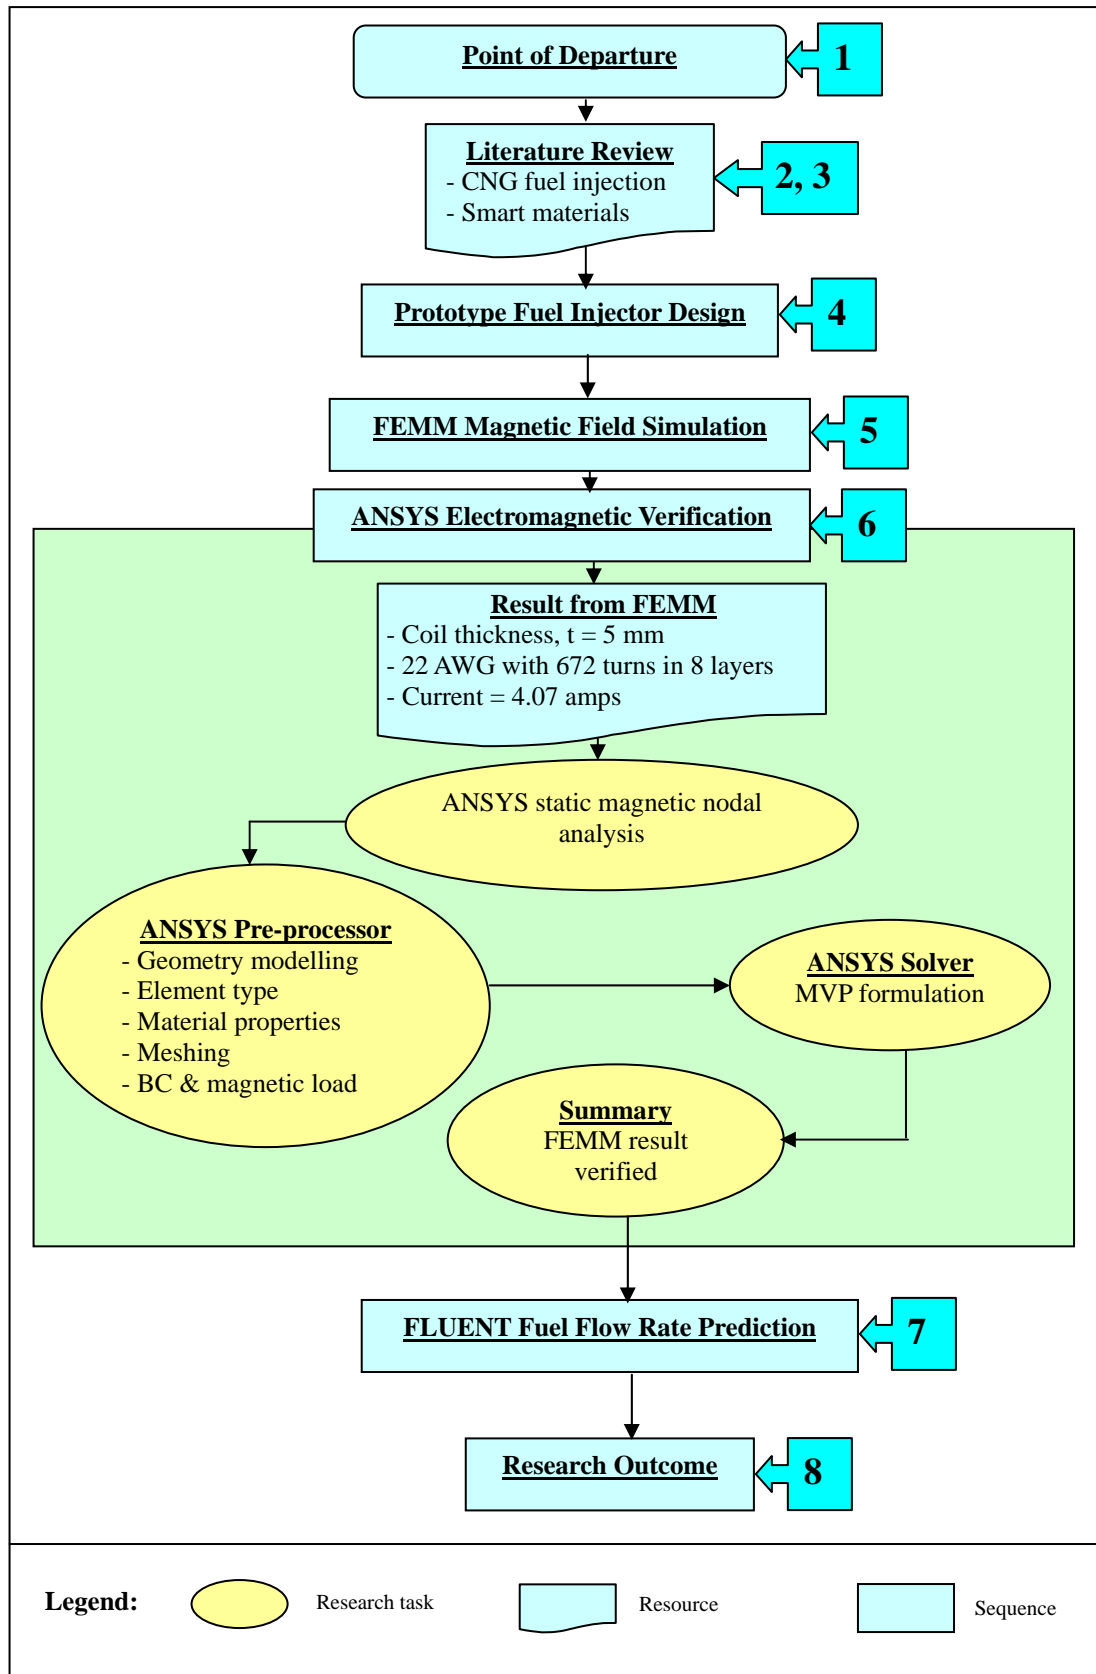 Point of Departure
1
Literature Review
- CNG fuel injection
- Smart materials
2, 3
Prototype Fuel Injector Design
4
FEMM Magnetic Field Simulation
5
ANSYS Electromagnetic Verification
6
Result from FEMM
- Coil thickness, t = 5 mm
- 22 AWG with 672 turns in 8 layers
- Current = 4.07 amps
ANSYS static magnetic nodal
analysis
ANSYS Pre-processor
- Geometry modelling
- Element type
- Material properties
- Meshing
- BC & magnetic load
ANSYS Solver
MVP formulation
Summary
FEMM result
verified
FLUENT Fuel Flow Rate Prediction
7
Research Outcome
8
Legend:
Research task
Resource
Sequence